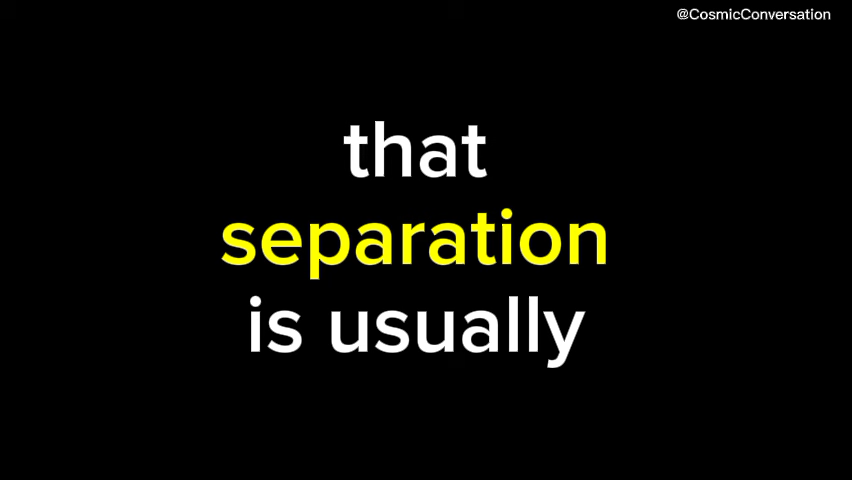 @CosmicConversation
that
separation
is usually